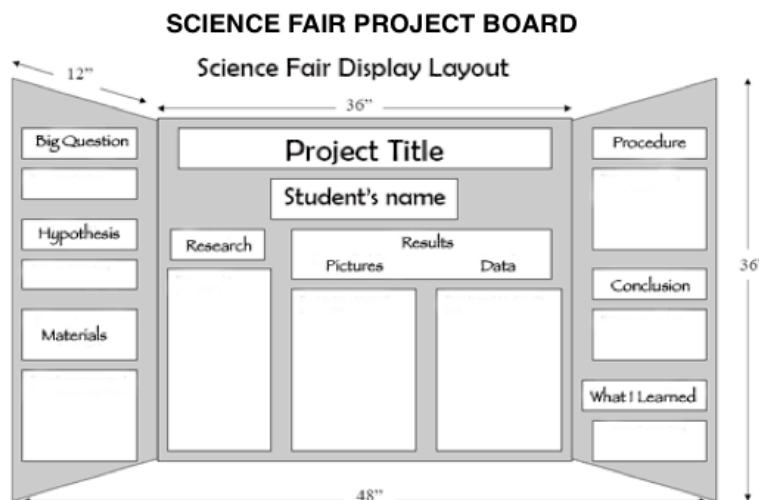 SCIENCE FAIR PROJECT BOARD
Science Fair Display Layout
12”
36”
Big Question
Hypothesis
Materials
Project Title
Student’s name
Research
Results
Pictures Data
Procedure
Conclusion
What I Learned
36
48”